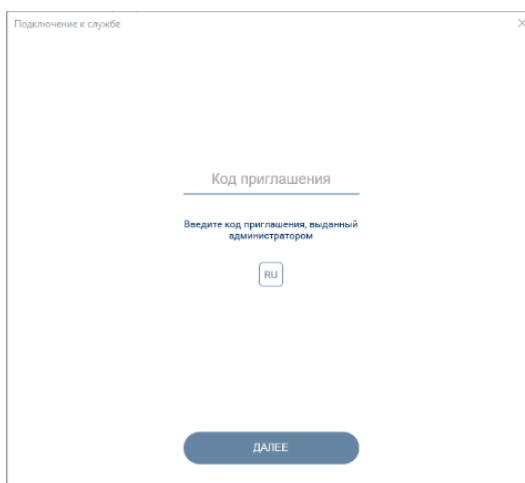 Подключение к службе
Код приглашения
Введите код приглашения, выданный
администратором
RU
ДАЛЕЕ